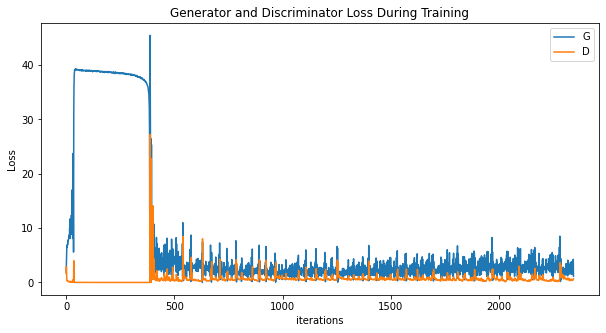 Generator and Discriminator Loss During Training
G
D
Loss
40
30
20
10
0
0 500 1000 1500 2000
iterations